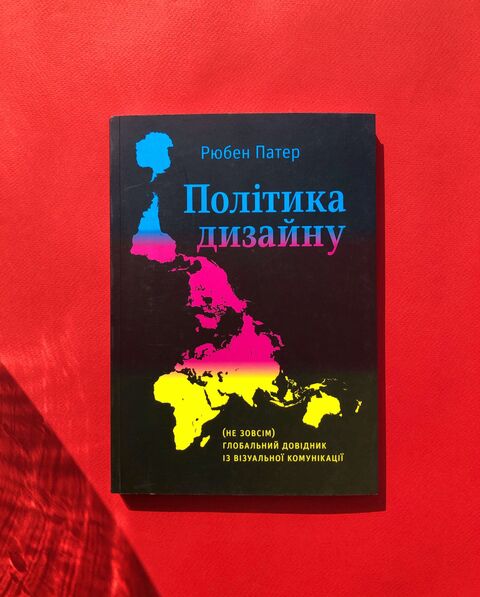 Рюбен Патер
Політика
дизайну
(НЕ ЗОВСІМ)
ГЛОБАЛЬНИЙ ДОВІДНИК
ІЗ ВІЗУАЛЬНОЇ КОМУНІКАЦІЇ